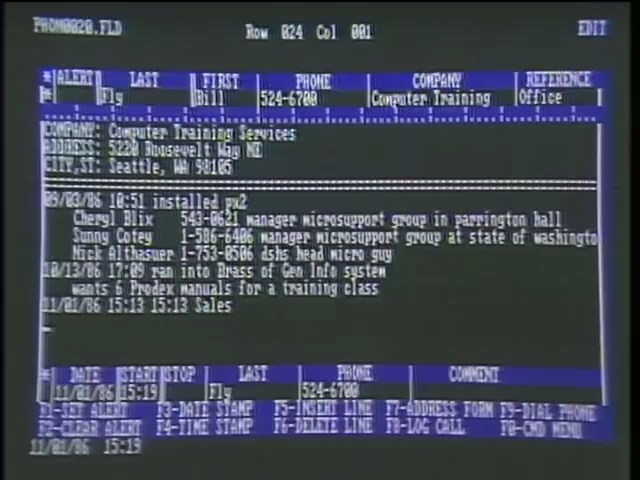 PHON0020.FLD Row 024 Col 001 EDIT
* ALERT LAST FIRST PHONE COMPANY REFERENCE
* Fly Bill 524-6700 Computer Training Office
COMPANY: Computer Training Services
ADDRESS: 5220 Roosevelt Way NE
CITY,ST: Seattle, WA 98105
09/03/86 10:51 installed px2
Cheryl Blix 543-0621 manager microsupport group in parrington hall
Sunny Cotey 1-586-6406 manager microsupport group at state of washingto
Nick Althasuer 1-753-0506 dshs head micro guy
10/13/86 17:09 ran into Brass of Gen Info system
wants 6 Prodex manuals for a training class
11/01/86 15:13 15:13 Sales
* DATE START STOP LAST PHONE COMMENT
11/01/86 15:19 Fly 524-6700
F1-SET ALERT F3-DATE STAMP F5-INSERT LINE F7-ADDRESS FORM F9-DIAL PHONE
F2-CLEAR ALERT F4-TIME STAMP F6-DELETE LINE F8-LOG CALL F0-CMD MENU
11/01/86 15:19